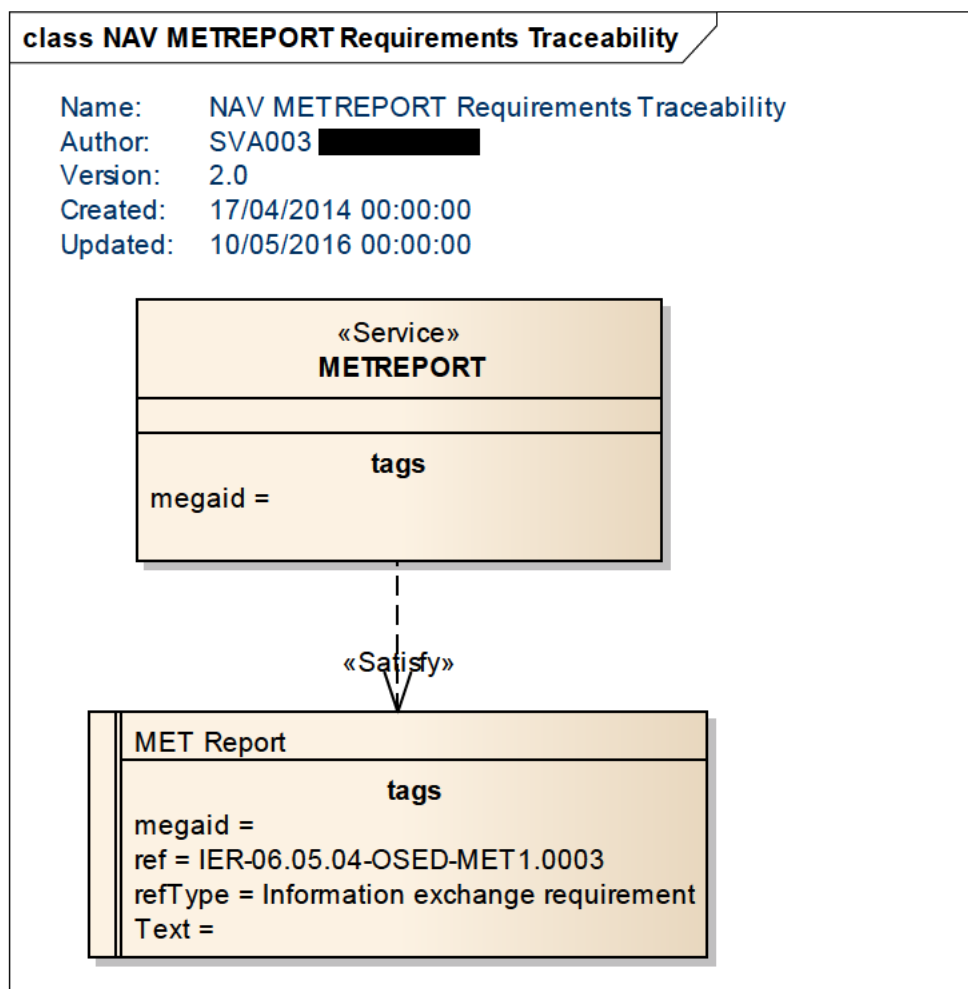 class NAV METREPORT Requirements Traceability
Name: NAV METREPORT Requirements Traceability
Author: SVA003
Version: 2.0
Created: 17/04/2014 00:00:00
Updated: 10/05/2016 00:00:00
«Service»
METREPORT
tags
megaid =
«Satisfy»
MET Report
tags
megaid =
ref = IER-06.05.04-OSED-MET1.0003
refType = Information exchange requirement
Text =